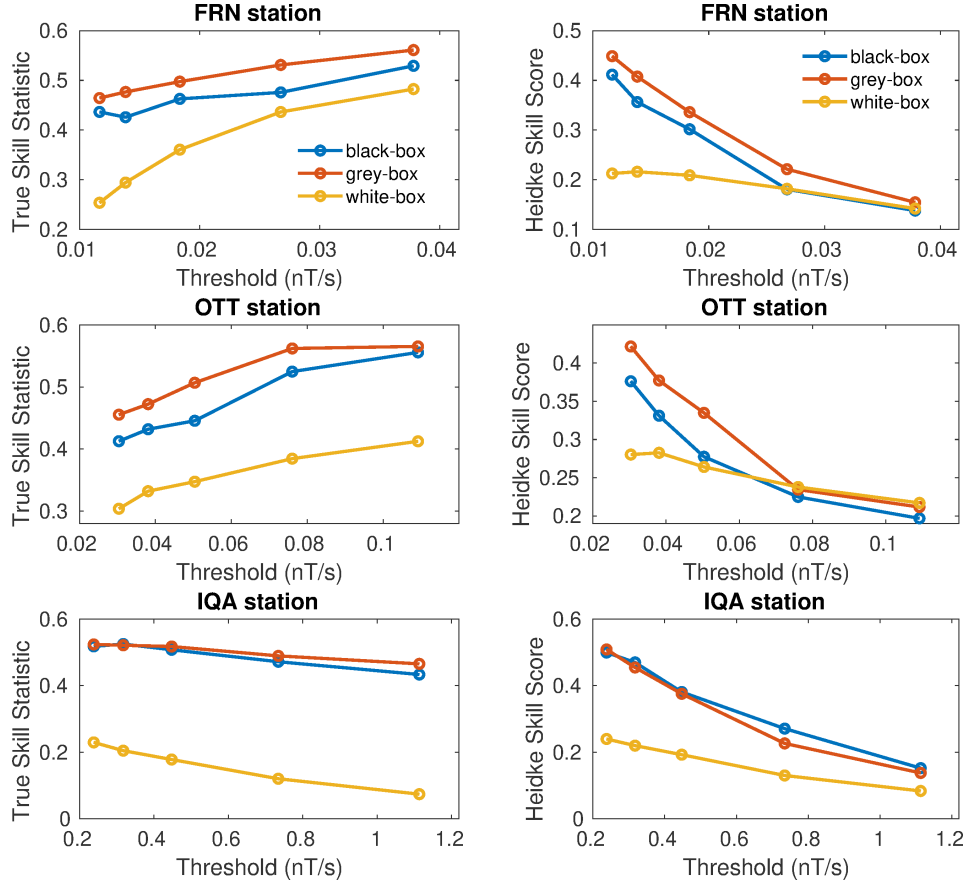 FRN station
True Skill Statistic
0.6
0.5
0.4
0.3
0.2
black-box
grey-box
white-box
0.01 0.02 0.03 0.04
Threshold (nT/s)
FRN station
Heidke Skill Score
0.5
0.4
0.3
0.2
0.1
black-box
grey-box
white-box
0.01 0.02 0.03 0.04
Threshold (nT/s)
OTT station
True Skill Statistic
0.6
0.5
0.4
0.3
0.02 0.04 0.06 0.08 0.1
Threshold (nT/s)
OTT station
Heidke Skill Score
0.4
0.35
0.3
0.25
0.2
0.02 0.04 0.06 0.08 0.1
Threshold (nT/s)
IQA station
True Skill Statistic
0.6
0.4
0.2
0
0.2 0.4 0.6 0.8 1 1.2
Threshold (nT/s)
IQA station
Heidke Skill Score
0.6
0.4
0.2
0
0.2 0.4 0.6 0.8 1 1.2
Threshold (nT/s)